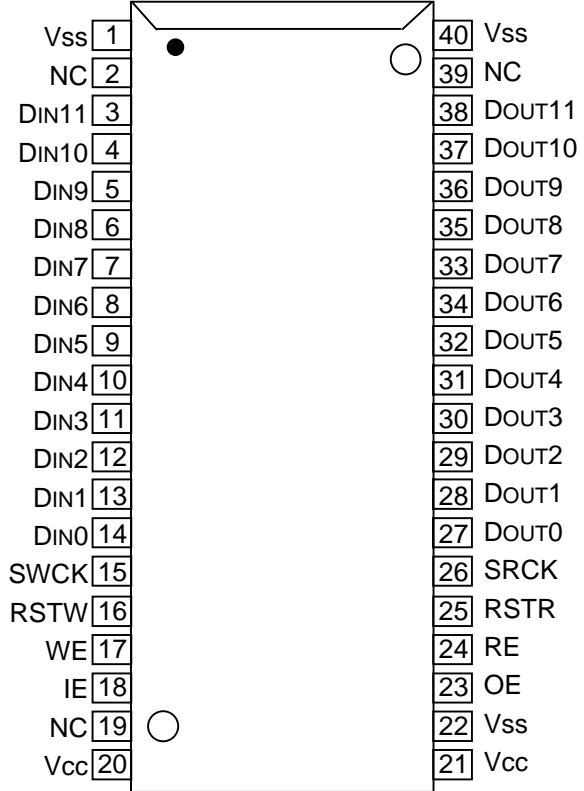 Vss 1 40 Vss
NC 2 39 NC
DIN11 3 38 DOUT11
DIN10 4 37 DOUT10
DIN9 5 36 DOUT9
DIN8 6 35 DOUT8
DIN7 7 33 DOUT7
DIN6 8 34 DOUT6
DIN5 9 32 DOUT5
DIN4 10 31 DOUT4
DIN3 11 30 DOUT3
DIN2 12 29 DOUT2
DIN1 13 28 DOUT1
DIN0 14 27 DOUT0
SWCK 15 26 SRCK
RSTW 16 25 RSTR
WE 17 24 RE
IE 18 23 OE
NC 19 22 Vss
Vcc 20 21 Vcc